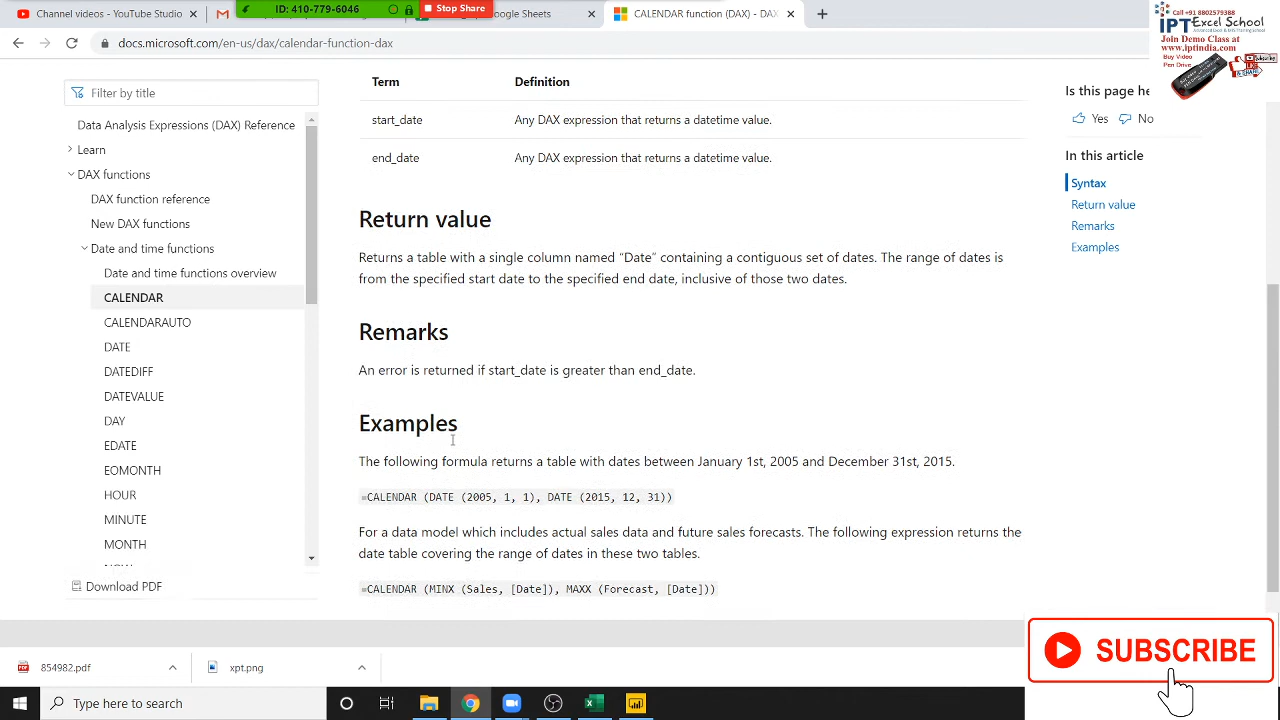 Channel videos - YouTube
ID: 410-779-6046
Stop Share
gle Sheets
CALENDAR function (DAX) - DAX
docs.microsoft.com/en-us/dax/calendar-function-dax
Call +91 8802579388
IPT Excel School
Join Demo Class at
www.iptindia.com
Buy Video
Pen Drive
Filter by title
Data Analysis Expressions (DAX) Reference
Learn
DAX functions
DAX function reference
New DAX functions
Date and time functions
Date and time functions overview
CALENDAR
CALENDARAUTO
DATE
DATEDIFF
DATEVALUE
DAY
EDATE
EOMONTH
HOUR
MINUTE
MONTH
Download PDF
Term Definition
start_date Any DAX expression that returns a datetime value.
end_date Any DAX expression that returns a datetime value.
Return value
Returns a table with a single column named “Date” containing a contiguous set of dates. The range of dates is
from the specified start date to the specified end date, inclusive of those two dates.
Remarks
An error is returned if start_date is greater than end_date.
Examples
The following formula returns a table with dates between January 1st, 2005 and December 31st, 2015.
=CALENDAR (DATE (2005, 1, 1), DATE (2015, 12, 31))
For a data model which includes actual sales data and future sales forecasts. The following expression returns the
date table covering the range of dates in these two tables.
=CALENDAR (MINX (Sales, [Date]), MAXX (Forecast, [Date]))
Is this page he
Yes No
In this article
Syntax
Return value
Remarks
Examples
SUBSCRIBE
854982.pdf
xpt.png
Type here to search